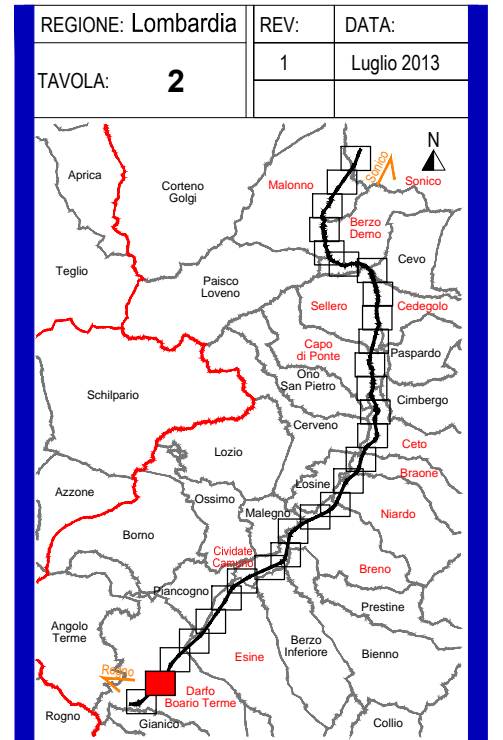 REGIONE: Lombardia REV: DATA:
TAVOLA: 2 1 Luglio 2013
N
Aprica
Corteno
Golgi
Malonno
Sonico
Sonico
Berzo
Demo
Cevo
Teglio
Paisco
Loveno
Sellero
Cedegolo
Capo
di Ponte
Paspardo
Ono
San Pietro
Schilpario
Cimbergo
Cerveno
Ceto
Lozio
Braone
Losine
Azzone
Ossimo
Malegno
Niardo
Borno
Cividate
Camuno
Breno
Piancogno
Prestine
Angolo
Terme
Berzo
Inferiore
Bienno
Esine
Rogno
Darfo
Boario Terme
Rogno
Gianico
Collio